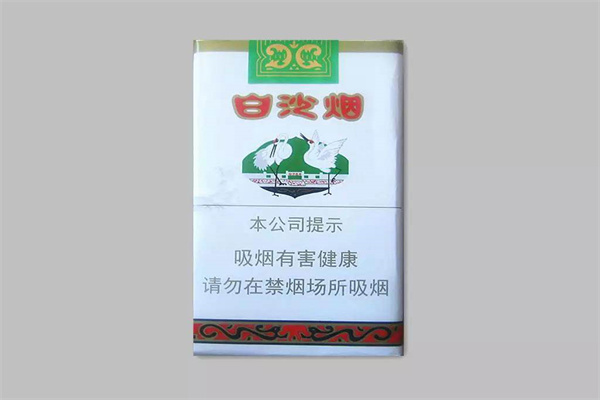 白沙烟
本公司提示
吸烟有害健康
请勿在禁烟场所吸烟